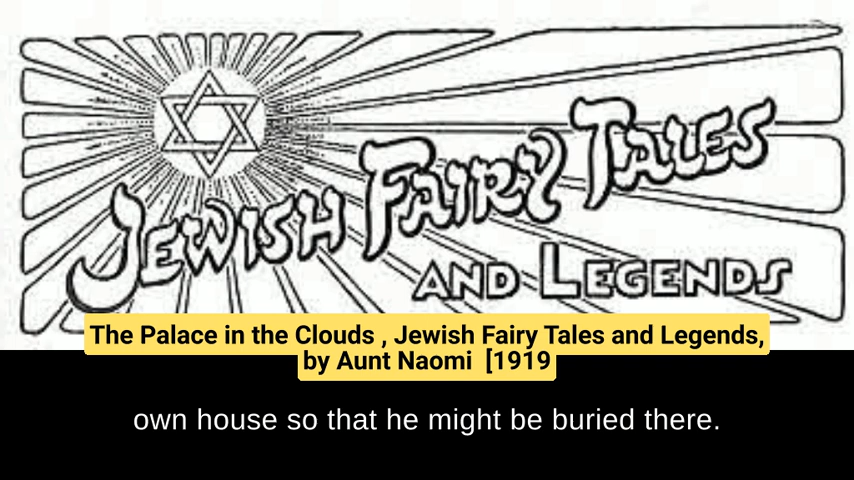 JEWISH FAIRY TALES
AND LEGENDS
The Palace in the Clouds , Jewish Fairy Tales and Legends,
by Aunt Naomi [1919
own house so that he might be buried there.